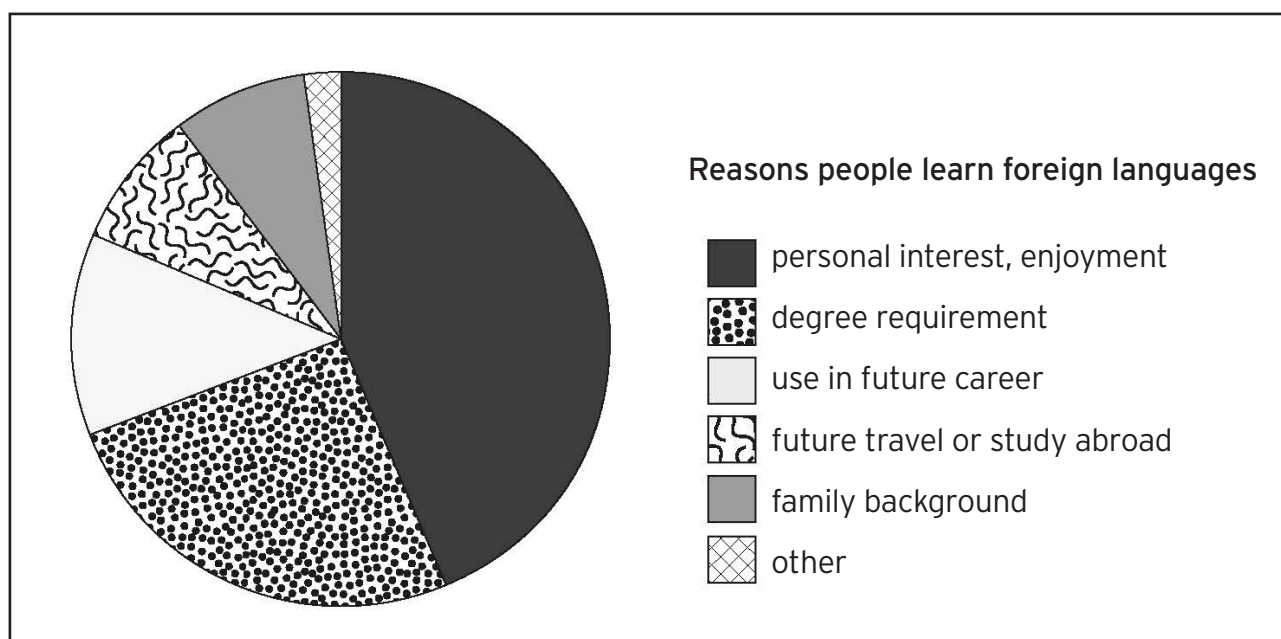 Reasons people learn foreign languages
personal interest, enjoyment
degree requirement
use in future career
future travel or study abroad
family background
other